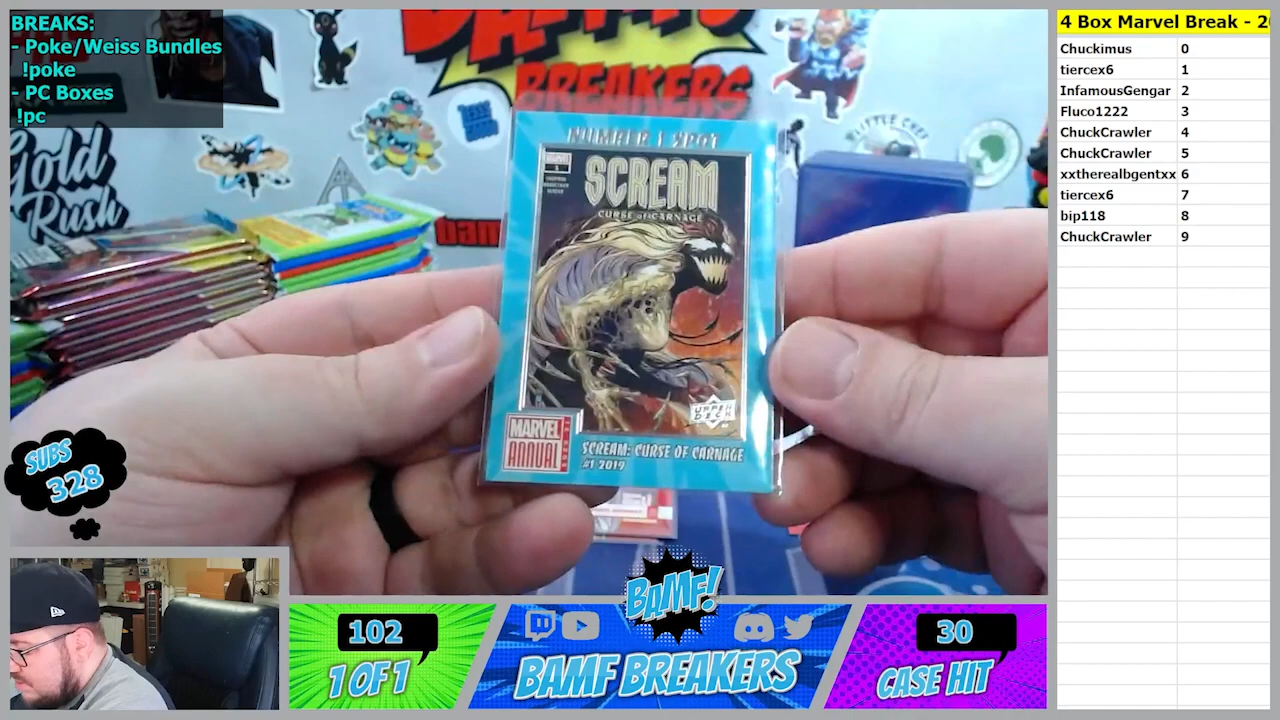 BREAKS:
- Poke/Weiss Bundles
!poke
- PC Boxes
!pc
BREAKERS
Gold
Rush
LITTLE CHEF
NUMBER 1 SPOT
MARVEL
SCREAM
CURSE of CARNAGE
UPPER
DECK
MARVEL
ANNUAL
SCREAM: CURSE OF CARNAGE
#1 2019
SUBS
328
102
1 OF 1
BAMF!
BAMF BREAKERS
30
CASE HIT
4 Box Marvel Break - 20
Chuckimus 0
tiercex6 1
InfamousGengar 2
Fluco1222 3
ChuckCrawler 4
ChuckCrawler 5
xxtherealbgentxx 6
tiercex6 7
bip118 8
ChuckCrawler 9